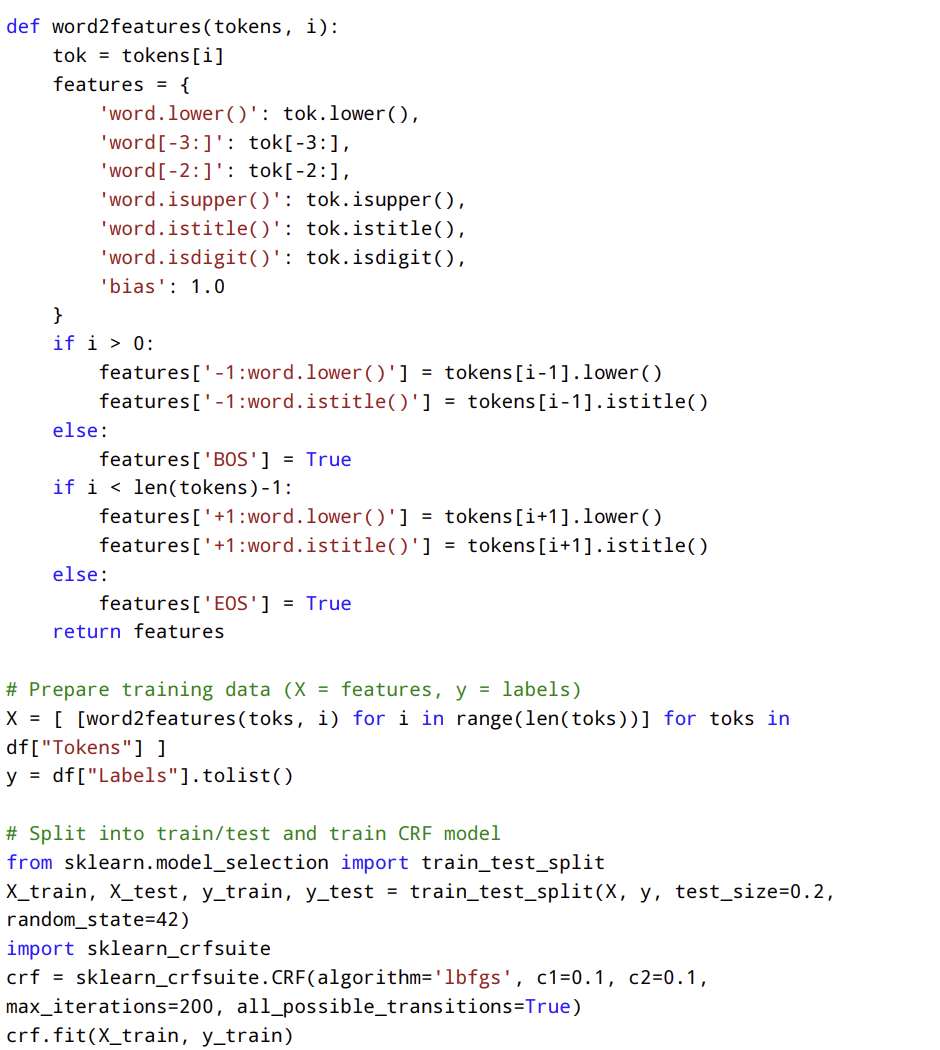 def word2features(tokens, i):
    tok = tokens[i]
    features = {
        'word.lower()': tok.lower(),
        'word[-3:]': tok[-3:],
        'word[-2:]': tok[-2:],
        'word.isupper()': tok.isupper(),
        'word.istitle()': tok.istitle(),
        'word.isdigit()': tok.isdigit(),
        'bias': 1.0
    }
    if i > 0:
        features['-1:word.lower()'] = tokens[i-1].lower()
        features['-1:word.istitle()'] = tokens[i-1].istitle()
    else:
        features['BOS'] = True
    if i < len(tokens)-1:
        features['+1:word.lower()'] = tokens[i+1].lower()
        features['+1:word.istitle()'] = tokens[i+1].istitle()
    else:
        features['EOS'] = True
    return features

# Prepare training data (X = features, y = labels)
X = [ [word2features(toks, i) for i in range(len(toks))] for toks in
df["Tokens"] ]
y = df["Labels"].tolist()

# Split into train/test and train CRF model
from sklearn.model_selection import train_test_split
X_train, X_test, y_train, y_test = train_test_split(X, y, test_size=0.2,
random_state=42)
import sklearn_crfsuite
crf = sklearn_crfsuite.CRF(algorithm='lbfgs', c1=0.1, c2=0.1,
max_iterations=200, all_possible_transitions=True)
crf.fit(X_train, y_train)